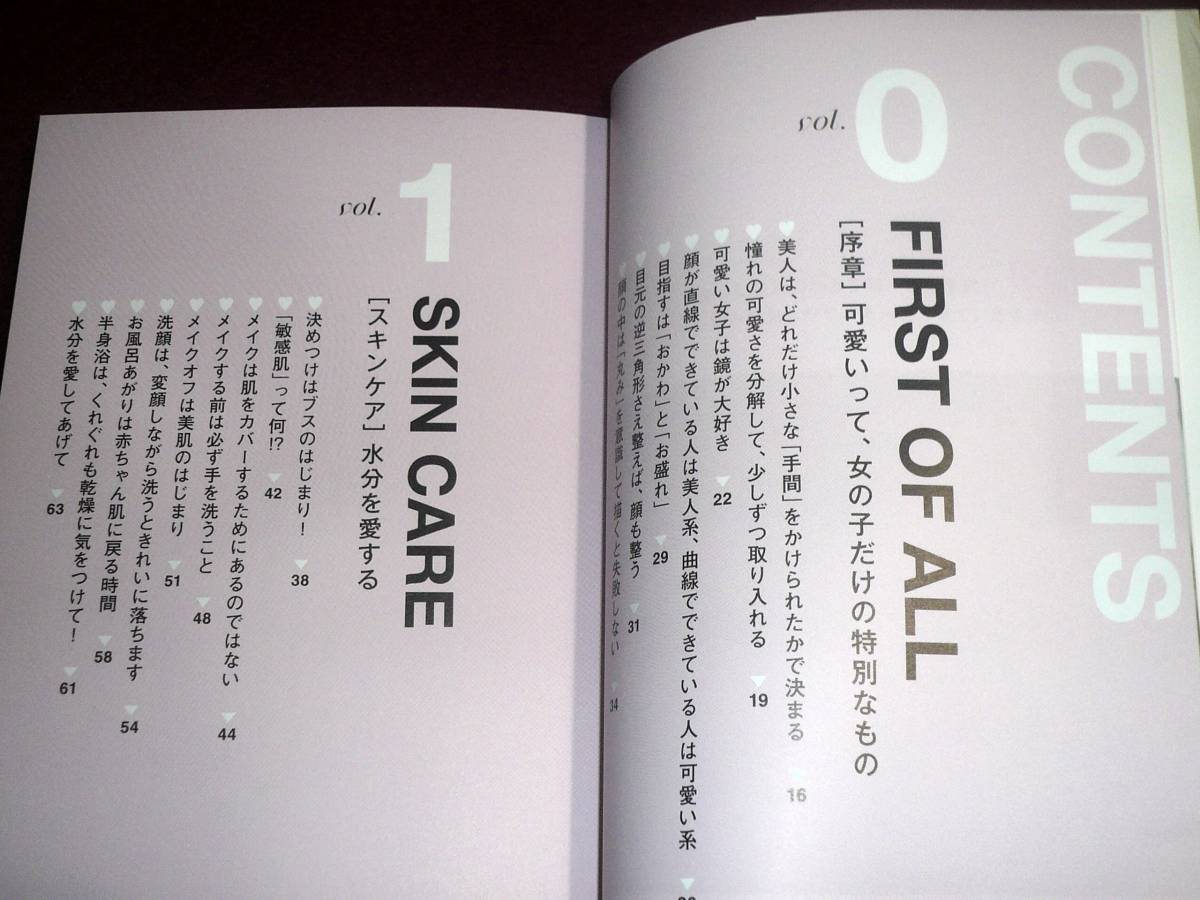 CONTENTS
vol. 0
FIRST OF ALL
[序章] 可愛いって、女の子だけの特別なもの
♥美人は、どれだけ小さな「手間」をかけられたかで決まる ▼ 16
♥憧れの可愛さを分解して、少しずつ取り入れる ▼ 19
♥可愛い女子は鏡が大好き ▼ 22
♥顔が直線でできている人は美人系、曲線でできている人は可愛い系 ▼
♥目指すは「おかわ」と「お盛れ」 ▼ 29
♥目元の逆三角形さえ整えば、顔も整う ▼ 31
♥顔の中は「丸み」を意識して描くと失敗しない ▼ 34
vol. 1
SKIN CARE
[スキンケア] 水分を愛する
♥決めつけはブスのはじまり! ▼ 38
♥「敏感肌」って何!? ▼ 42
♥メイクは肌をカバーするためにあるのではない ▼ 44
♥メイクする前は必ず手を洗うこと ▼ 48
♥メイクオフは美肌のはじまり ▼ 51
♥洗顔は、変顔しながら洗うときれいに落ちます ▼ 54
♥お風呂あがりは赤ちゃん肌に戻る時間 ▼ 58
♥半身浴は、くれぐれも乾燥に気をつけて! ▼ 61
♥水分を愛してあげて ▼ 63